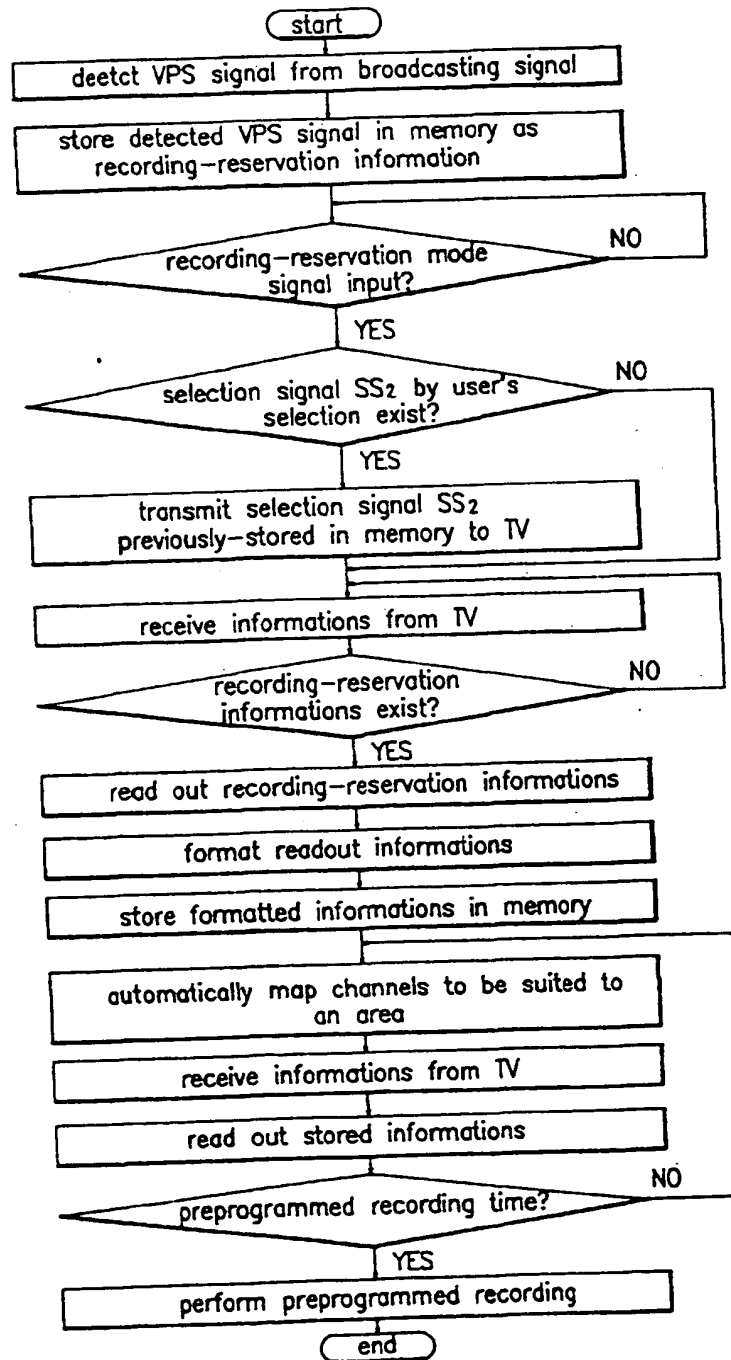 start
deetct VPS signal from broadcasting signal
store detected VPS signal in memory as
recording-reservation information
recording-reservation mode
signal input?
NO
YES
selection signal SS2 by user's
selection exist?
NO
YES
transmit selection signal SS2
previously-stored in memory to TV
receive informations from TV
recording-reservation
informations exist?
NO
YES
read out recording-reservation informations
format readout informations
store formatted informations in memory
automatically map channels to be suited to
an area
receive informations from TV
read out stored informations
preprogrammed recording time?
NO
YES
perform preprogrammed recording
end